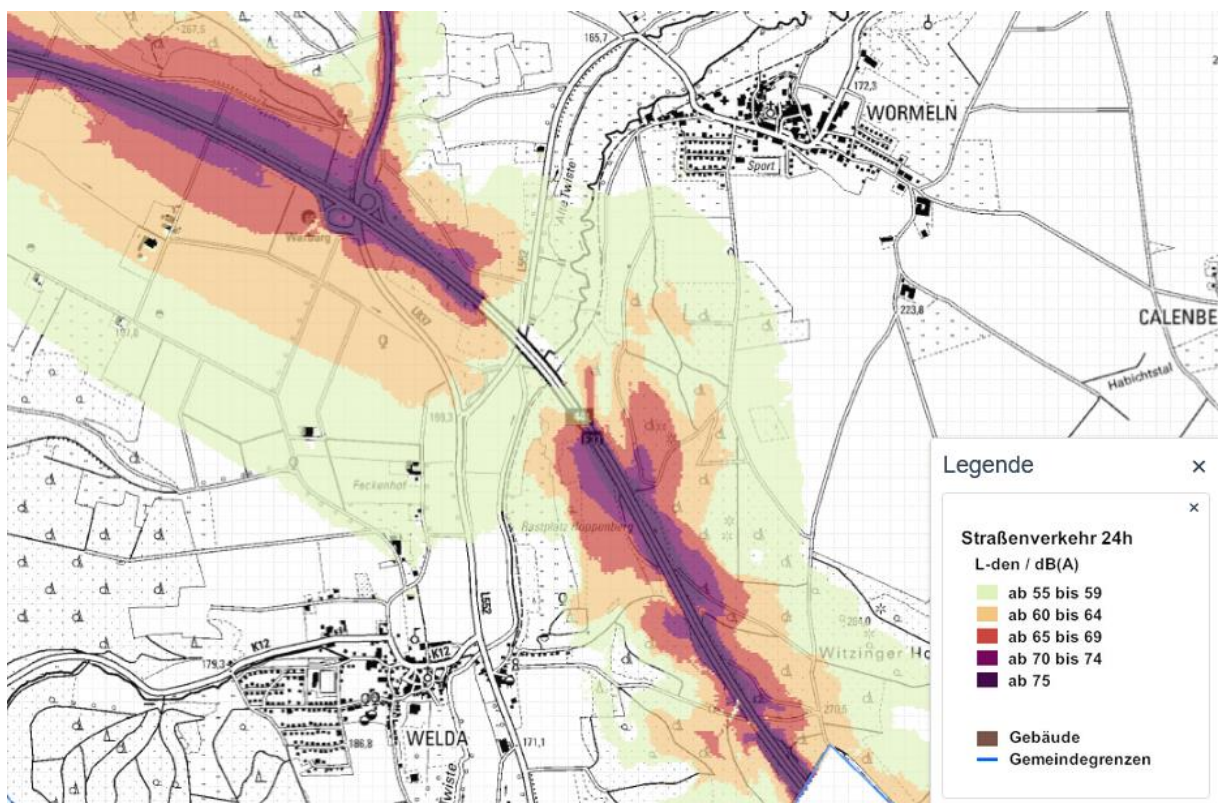 267,5
165,7
172,3
WORMELN
Sport
Alte Twiste
Warburg
L552
L837
223,8
CALENBE
Habichtstal
169,3
Feckenhof
Rastplatz Hoppenberg
Legende
Straßenverkehr 24h
L-den / dB(A)
ab 55 bis 59
ab 60 bis 64
ab 65 bis 69
ab 70 bis 74
ab 75
Gebäude
Gemeindegrenzen
L552
K12
K12
179,3
Witzinger Ho
270,5
186,8
WELDA
171,1
Twiste